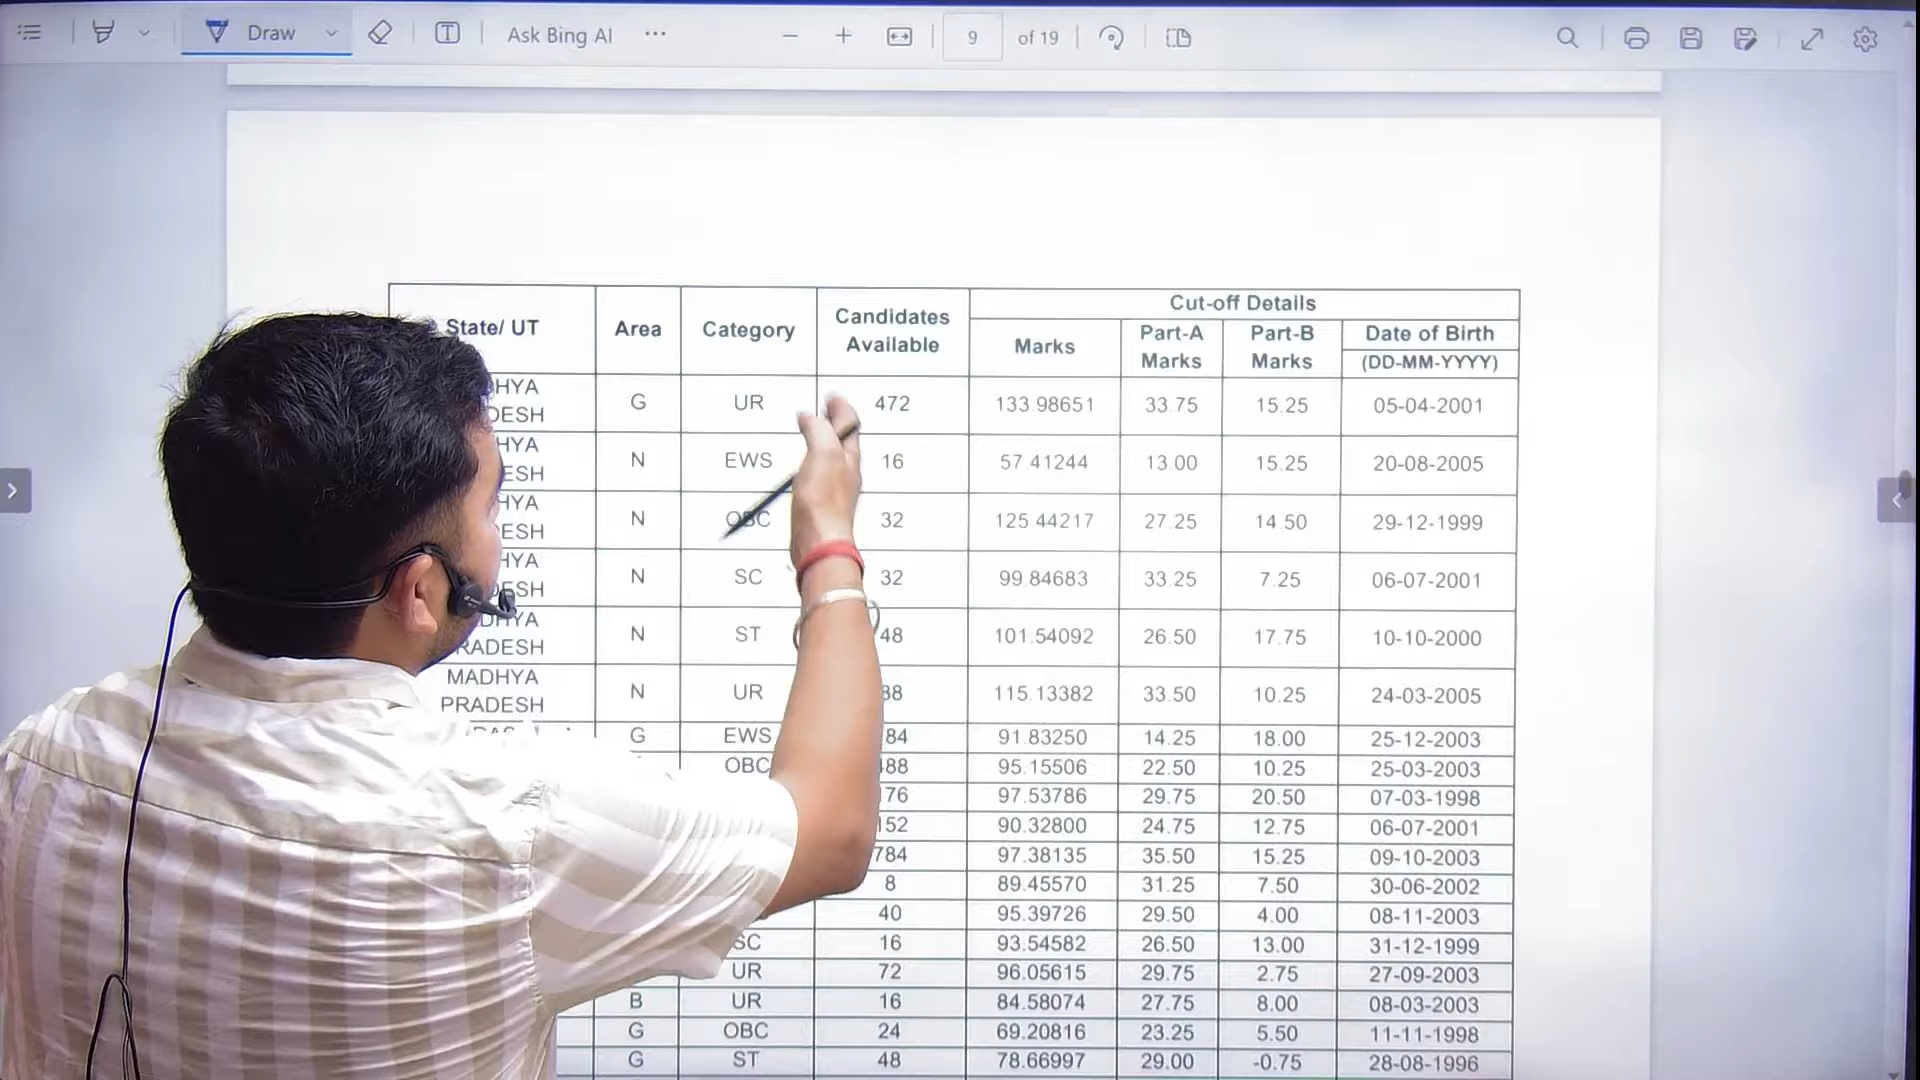 Draw Ask Bing AI ... 9 of 19
State/ UT Area Category Candidates Available Cut-off Details
Marks Part-A Marks Part-B Marks Date of Birth (DD-MM-YYYY)
G UR 472 133.98651 33.75 15.25 05-04-2001
N EWS 16 57.41244 13.00 15.25 20-08-2005
N OBC 32 125.44217 27.25 14.50 29-12-1999
N SC 32 99.84683 33.25 7.25 06-07-2001
N ST 48 101.54092 26.50 17.75 10-10-2000
MADHYA PRADESH N UR 115.13382 33.50 10.25 24-03-2005
G EWS 91.83250 14.25 18.00 25-12-2003
OBC 95.15506 22.50 10.25 25-03-2003
97.53786 29.75 20.50 07-03-1998
152 90.32800 24.75 12.75 06-07-2001
784 97.38135 35.50 15.25 09-10-2003
8 89.45570 31.25 7.50 30-06-2002
40 95.39726 29.50 4.00 08-11-2003
SC 16 93.54582 26.50 13.00 31-12-1999
UR 72 96.05615 29.75 2.75 27-09-2003
B UR 16 84.58074 27.75 8.00 08-03-2003
G OBC 24 69.20816 23.25 5.50 11-11-1998
G ST 48 78.66997 29.00 -0.75 28-08-1996